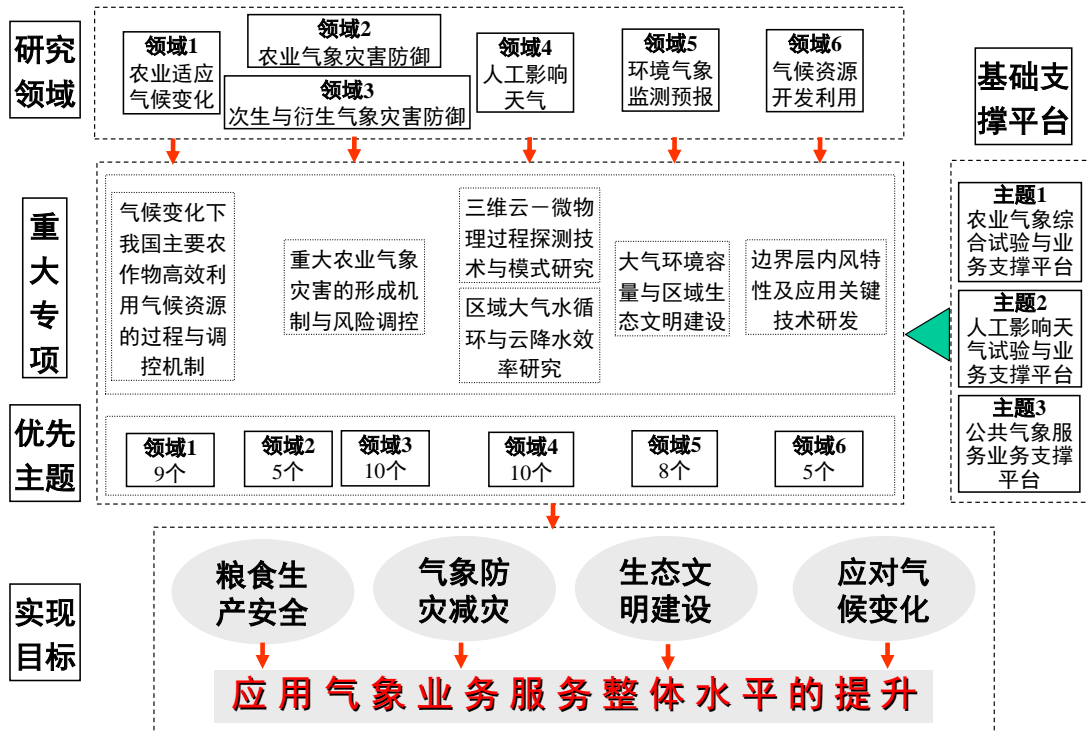 研究
领域
领域1
农业适应
气候变化
领域2
农业气象灾害防御
领域3
次生与衍生气象灾害防御
领域4
人工影响
天气
领域5
环境气象
监测预报
领域6
气候资源
开发利用
基础支
撑平台
重
大
专
项
气候变化下
我国主要农
作物高效利
用气候资源
的过程与调
控机制
重大农业气象
灾害的形成机
制与风险调控
三维云－微物
理过程探测技
术与模式研究
区域大气水循
环与云降水效
率研究
大气环境容
量与区域生
态文明建设
边界层内风特
性及应用关键
技术研发
主题1
农业气象综
合试验与业
务支撑平台
主题2
人工影响天
气试验与业
务支撑平台
主题3
公共气象服
务业务支撑
平台
优先
主题
领域1
9个
领域2
5个
领域3
10个
领域4
10个
领域5
8个
领域6
5个
实现
目标
粮食生
产安全
气象防
灾减灾
生态文
明建设
应对气
候变化
应用气象业务服务整体水平的提升